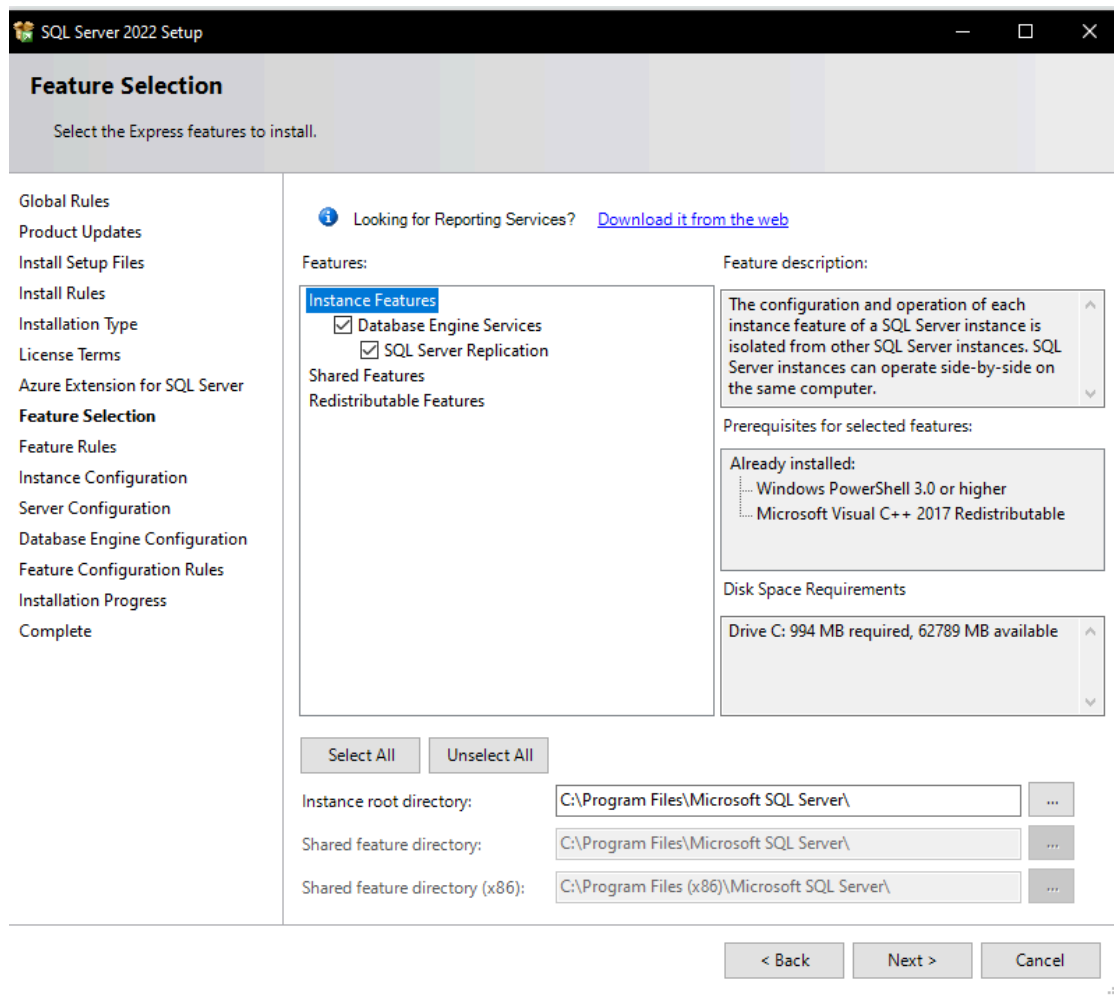 SQL Server 2022 Setup
Feature Selection
Select the Express features to install.
Global Rules
Product Updates
Install Setup Files
Install Rules
Installation Type
License Terms
Azure Extension for SQL Server
Feature Selection
Feature Rules
Instance Configuration
Server Configuration
Database Engine Configuration
Feature Configuration Rules
Installation Progress
Complete
Looking for Reporting Services? Download it from the web
Features:
Instance Features
Database Engine Services
SQL Server Replication
Shared Features
Redistributable Features
Feature description:
The configuration and operation of each
instance feature of a SQL Server instance is
isolated from other SQL Server instances. SQL
Server instances can operate side-by-side on
the same computer.
Prerequisites for selected features:
Already installed:
Windows PowerShell 3.0 or higher
Microsoft Visual C++ 2017 Redistributable
Disk Space Requirements
Drive C: 994 MB required, 62789 MB available
Select All
Unselect All
Instance root directory: C:\Program Files\Microsoft SQL Server\ ...
Shared feature directory: C:\Program Files\Microsoft SQL Server\ ...
Shared feature directory (x86): C:\Program Files (x86)\Microsoft SQL Server\ ...
< Back
Next >
Cancel